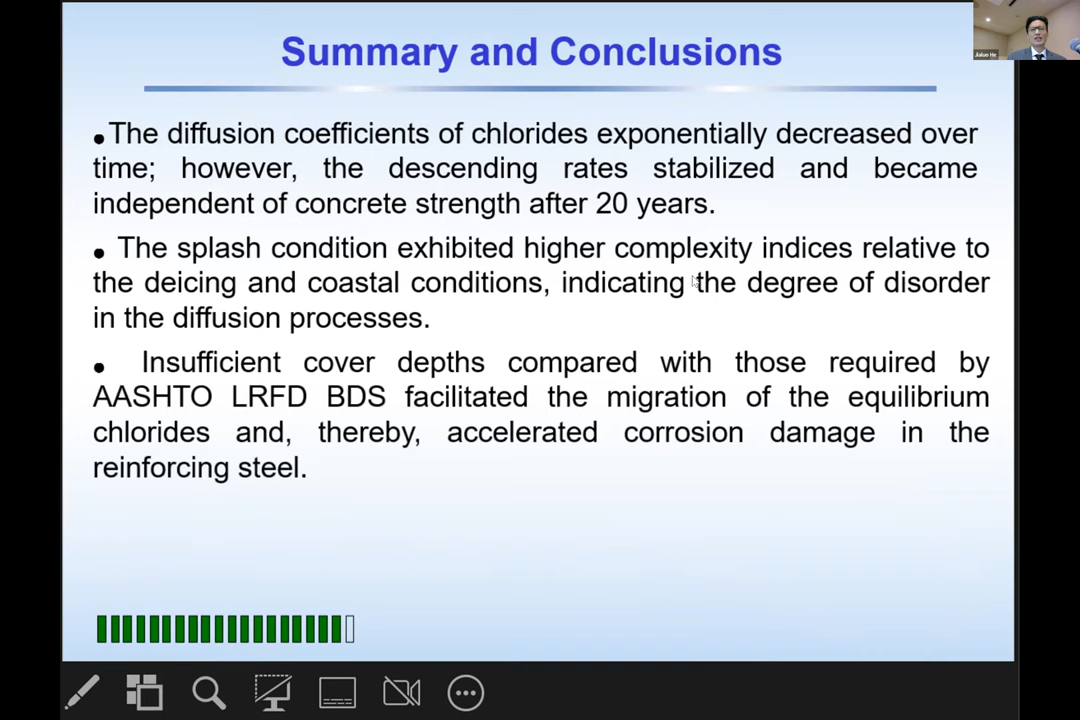 Summary and Conclusions
Jialuo He
•The diffusion coefficients of chlorides exponentially decreased over
time; however, the descending rates stabilized and became
independent of concrete strength after 20 years.
• The splash condition exhibited higher complexity indices relative to
the deicing and coastal conditions, indicating the degree of disorder
in the diffusion processes.
• Insufficient cover depths compared with those required by
AASHTO LRFD BDS facilitated the migration of the equilibrium
chlorides and, thereby, accelerated corrosion damage in the
reinforcing steel.